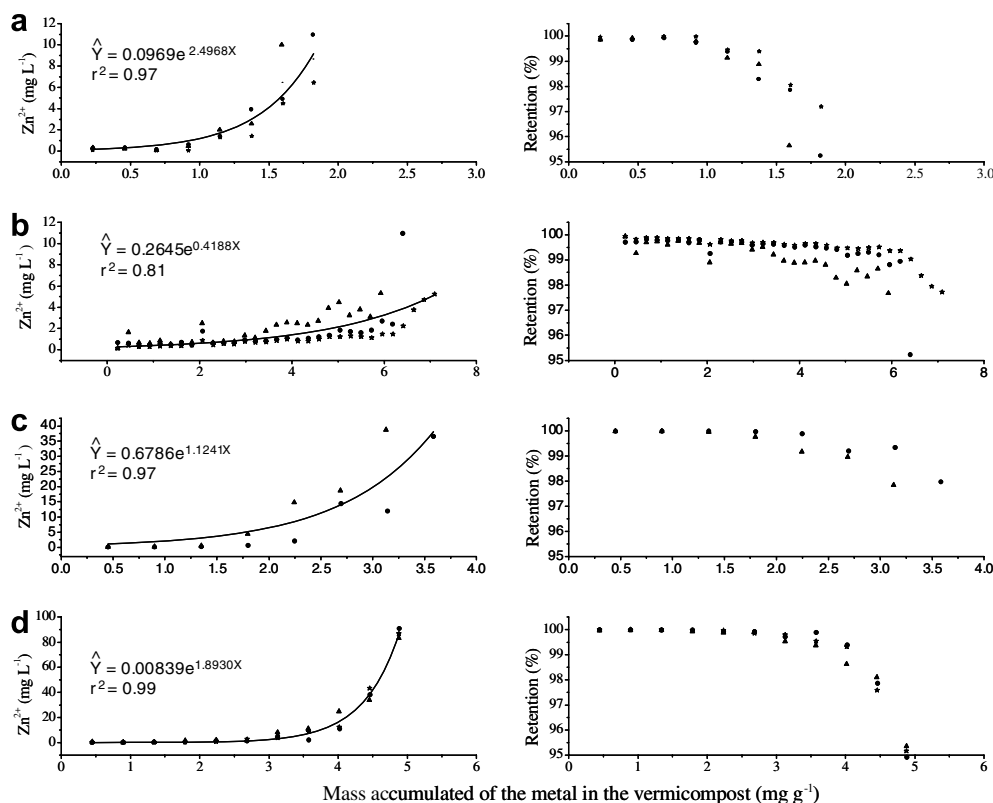 a
Zn²⁺ (mg L⁻¹)
12
10
8
6
4
2
0
Ŷ = 0.0969e^2.4968X
r² = 0.97
0.0 0.5 1.0 1.5 2.0 2.5 3.0
Retention (%)
100
99
98
97
96
95
0.0 0.5 1.0 1.5 2.0 2.5 3.0
b
Zn²⁺ (mg L⁻¹)
12
10
8
6
4
2
0
Ŷ = 0.2645e^0.4188X
r² = 0.81
0 2 4 6 8
Retention (%)
100
99
98
97
96
95
0 2 4 6 8
c
Zn²⁺ (mg L⁻¹)
40
35
30
25
20
15
10
5
0
Ŷ = 0.6786e^1.1241X
r² = 0.97
0.0 0.5 1.0 1.5 2.0 2.5 3.0 3.5 4.0
Retention (%)
100
99
98
97
96
95
0.0 0.5 1.0 1.5 2.0 2.5 3.0 3.5 4.0
d
Zn²⁺ (mg L⁻¹)
100
80
60
40
20
0
Ŷ = 0.00839e^1.8930X
r² = 0.99
0 1 2 3 4 5 6
Retention (%)
100
99
98
97
96
95
0 1 2 3 4 5 6
Mass accumulated of the metal in the vermicompost (mg g⁻¹)